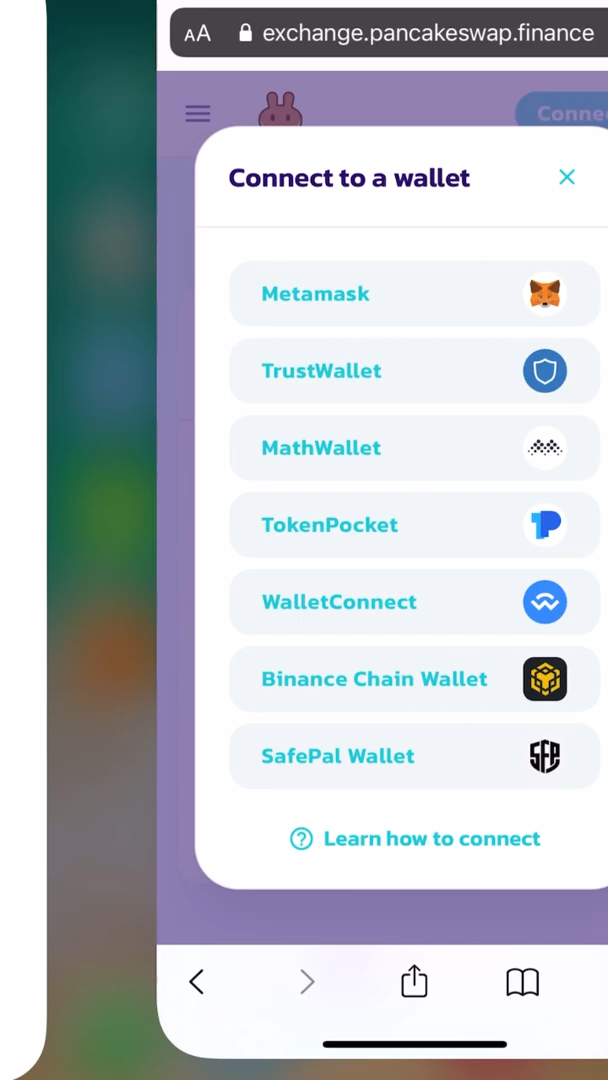 AA exchange.pancakeswap.finance
Conne
Connect to a wallet
Metamask
TrustWallet
MathWallet
TokenPocket
WalletConnect
Binance Chain Wallet
SafePal Wallet
Learn how to connect